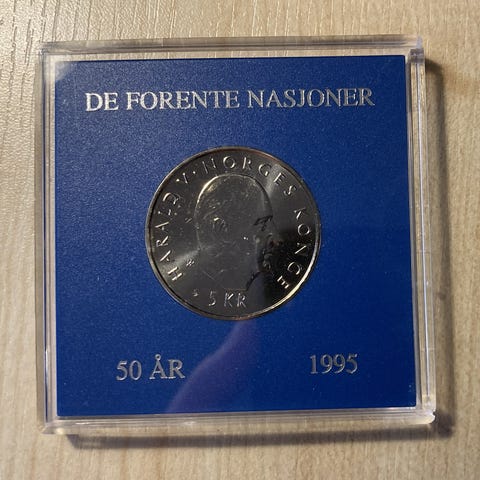 DE FORENTE NASJONER
HARALD V · NORGES KONGE
5 KR
50 ÅR
1995